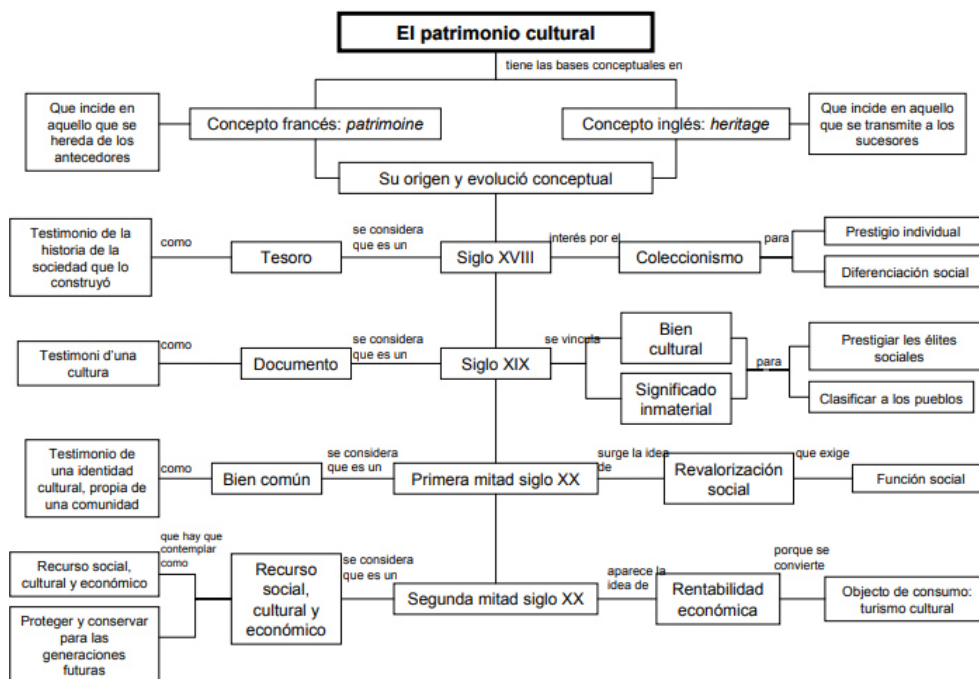 El patrimonio cultural
tiene las bases conceptuales en
Que incide en
aquello que se
hereda de los
antecedores
Concepto francés: patrimoine
Concepto inglés: heritage
Que incide en aquello
que se transmite a los
sucesores
Su origen y evolució conceptual
Testimonio de la
historia de la
sociedad que lo
construyó
como
Tesoro
se considera
que es un
Siglo XVIII
interés por el
Coleccionismo
para
Prestigio individual
Diferenciación social
Testimoni d'una
cultura
como
Documento
se considera
que es un
Siglo XIX
se vincula
Bien
cultural
Significado
inmaterial
para
Prestigiar les élites
sociales
Clasificar a los pueblos
Testimonio de
una identidad
cultural, propia de
una comunidad
como
Bien común
se considera
que es un
Primera mitad siglo XX
surge la idea
de
Revalorización
social
que exige
Función social
Recurso social,
cultural y económico
Proteger y conservar
para las
generaciones
futuras
que hay que
contemplar
como
Recurso
social,
cultural y
económico
se considera
que es un
Segunda mitad siglo XX
aparece la
idea de
Rentabilidad
económica
porque se
convierte
Objecto de consumo:
turismo cultural